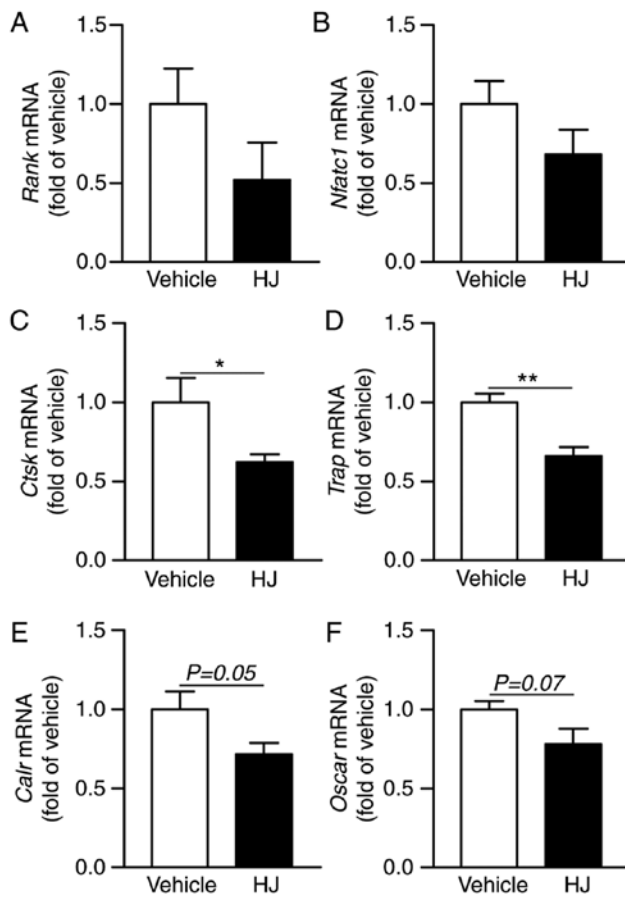 A
Rank mRNA
(fold of vehicle)
1.5
1.0
0.5
0.0
Vehicle HJ
B
Nfatc1 mRNA
(fold of vehicle)
1.5
1.0
0.5
0.0
Vehicle HJ
C
Ctsk mRNA
(fold of vehicle)
1.5
1.0
0.5
0.0
*
Vehicle HJ
D
Trap mRNA
(fold of vehicle)
1.5
1.0
0.5
0.0
**
Vehicle HJ
E
Calr mRNA
(fold of vehicle)
1.5
1.0
0.5
0.0
P=0.05
Vehicle HJ
F
Oscar mRNA
(fold of vehicle)
1.5
1.0
0.5
0.0
P=0.07
Vehicle HJ